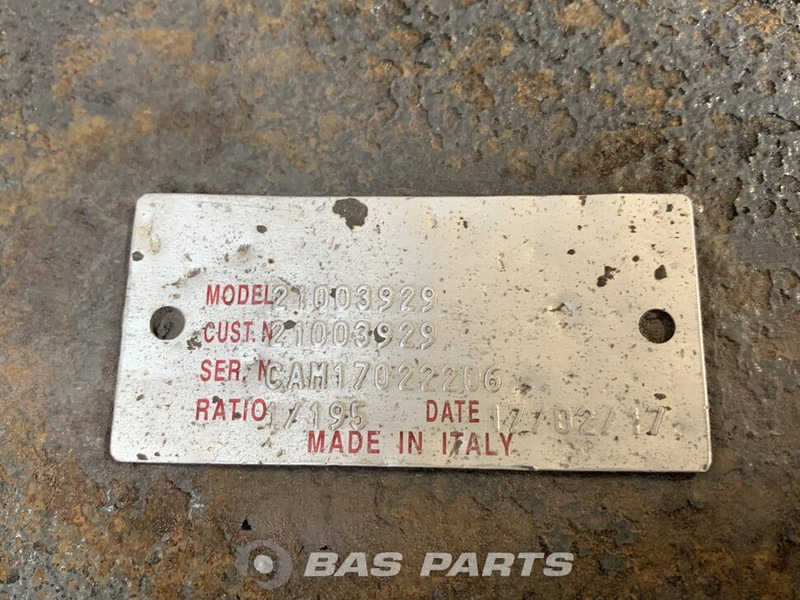 MODEL 21003929
CUST. N 21003929
SER. N CAM17022206
RATIO 1/195 DATE 17/02/17
MADE IN ITALY
BAS PARTS